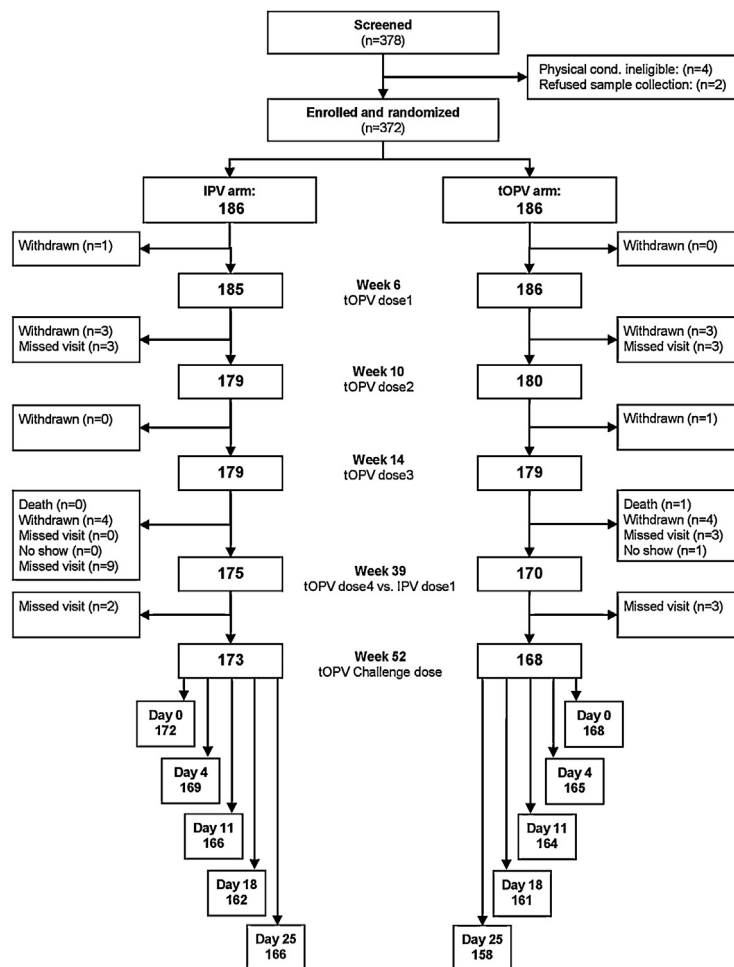 Screened
(n=378)
Physical cond. ineligible: (n=4)
Refused sample collection: (n=2)
Enrolled and randomized
(n=372)
IPV arm:
186
tOPV arm:
186
Withdrawn (n=1)
Withdrawn (n=0)
185
Week 6
tOPV dose1
186
Withdrawn (n=3)
Missed visit (n=3)
Withdrawn (n=3)
Missed visit (n=3)
179
Week 10
tOPV dose2
180
Withdrawn (n=0)
Withdrawn (n=1)
179
Week 14
tOPV dose3
179
Death (n=0)
Withdrawn (n=4)
Missed visit (n=0)
No show (n=0)
Missed visit (n=9)
Death (n=1)
Withdrawn (n=4)
Missed visit (n=3)
No show (n=1)
175
Week 39
tOPV dose4 vs. IPV dose1
170
Missed visit (n=2)
Missed visit (n=3)
173
Week 52
tOPV Challenge dose
168
Day 0
172
Day 0
168
Day 4
169
Day 4
165
Day 11
166
Day 11
164
Day 18
162
Day 18
161
Day 25
166
Day 25
158